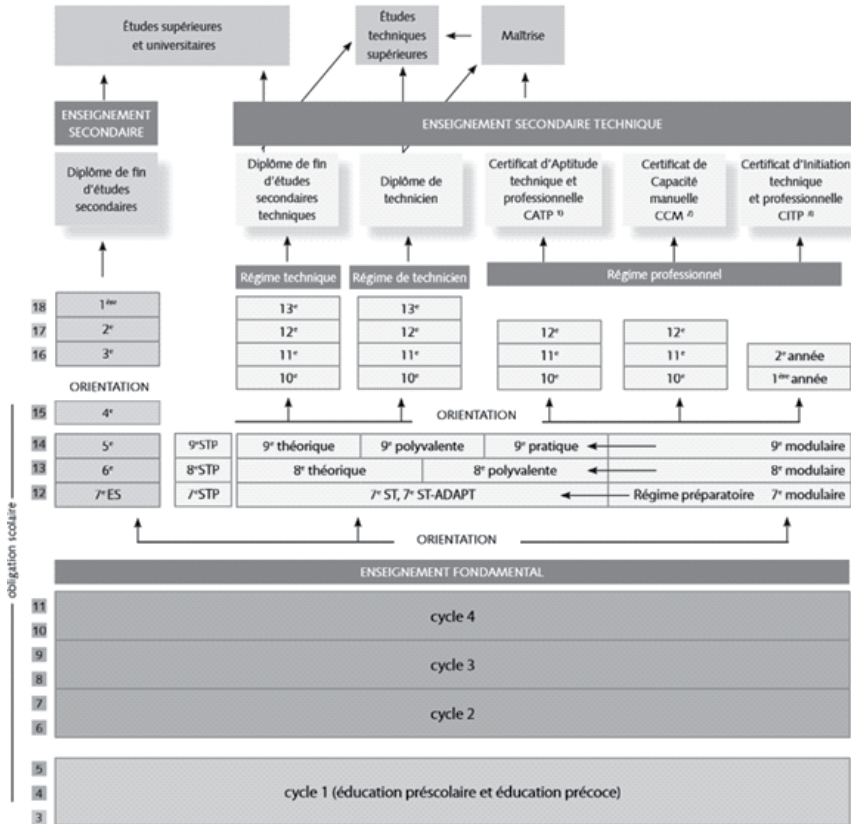 Études supérieures
et universitaires
Études
techniques
supérieures
Maîtrise
ENSEIGNEMENT
SECONDAIRE
ENSEIGNEMENT SECONDAIRE TECHNIQUE
Diplôme de fin
d'études
secondaires
Diplôme de fin
d'études
secondaires
techniques
Diplôme de
technicien
Certificat d'Aptitude
technique et
professionnelle
CATP 1)
Certificat de
Capacité
manuelle
CCM 2)
Certificat d'Initiation
technique
et professionnelle
CITP
Régime technique
Régime de technicien
Régime professionnel
18 1ère 13e 13e
17 2e 12e 12e 12e 12e
16 3e 11e 11e 11e 11e 2e année
10e 10e 10e 10e 1ère année
ORIENTATION
15 4e
ORIENTATION
14 5e 9eSTP 9e théorique 9e polyvalente 9e pratique 9e modulaire
13 6e 8eSTP 8e théorique 8e polyvalente 8e modulaire
12 7e ES 7eSTP 7e ST, 7e ST-ADAPT Régime préparatoire 7e modulaire
ORIENTATION
obligation scolaire
ENSEIGNEMENT FONDAMENTAL
11
10
cycle 4
9
8
cycle 3
7
6
cycle 2
5
4
3
cycle 1 (éducation préscolaire et éducation précoce)